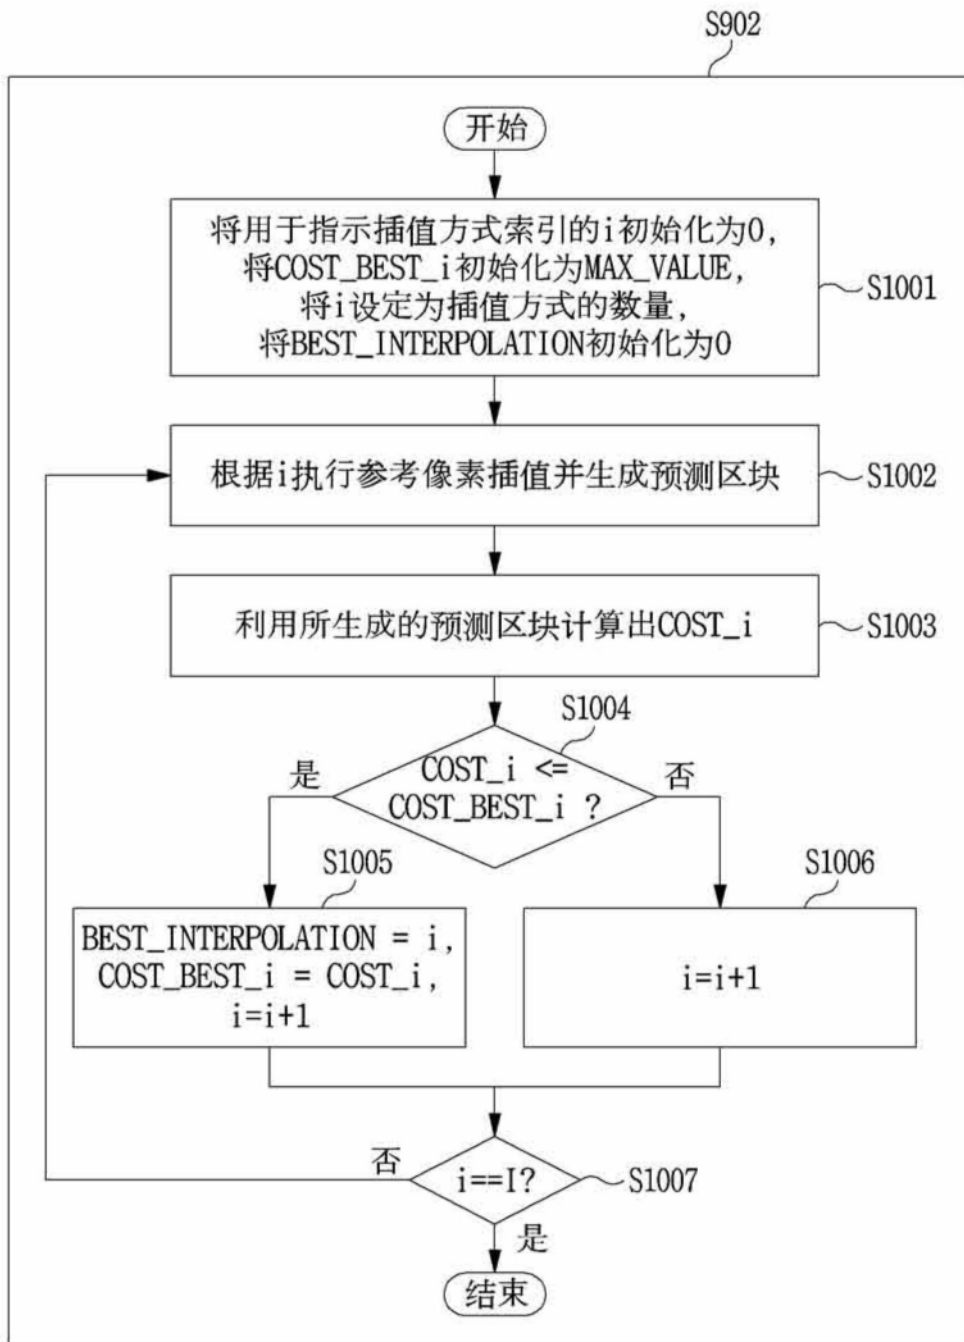 S902
开始
将用于指示插值方式索引的i初始化为0,
将COST_BEST_i初始化为MAX_VALUE,
将i设定为插值方式的数量,
将BEST_INTERPOLATION初始化为0
S1001
根据i执行参考像素插值并生成预测区块
S1002
利用所生成的预测区块计算出COST_i
S1003
S1004
COST_i <=
COST_BEST_i ?
是
否
S1005
BEST_INTERPOLATION = i,
COST_BEST_i = COST_i,
i=i+1
S1006
i=i+1
否
i==I?
S1007
是
结束